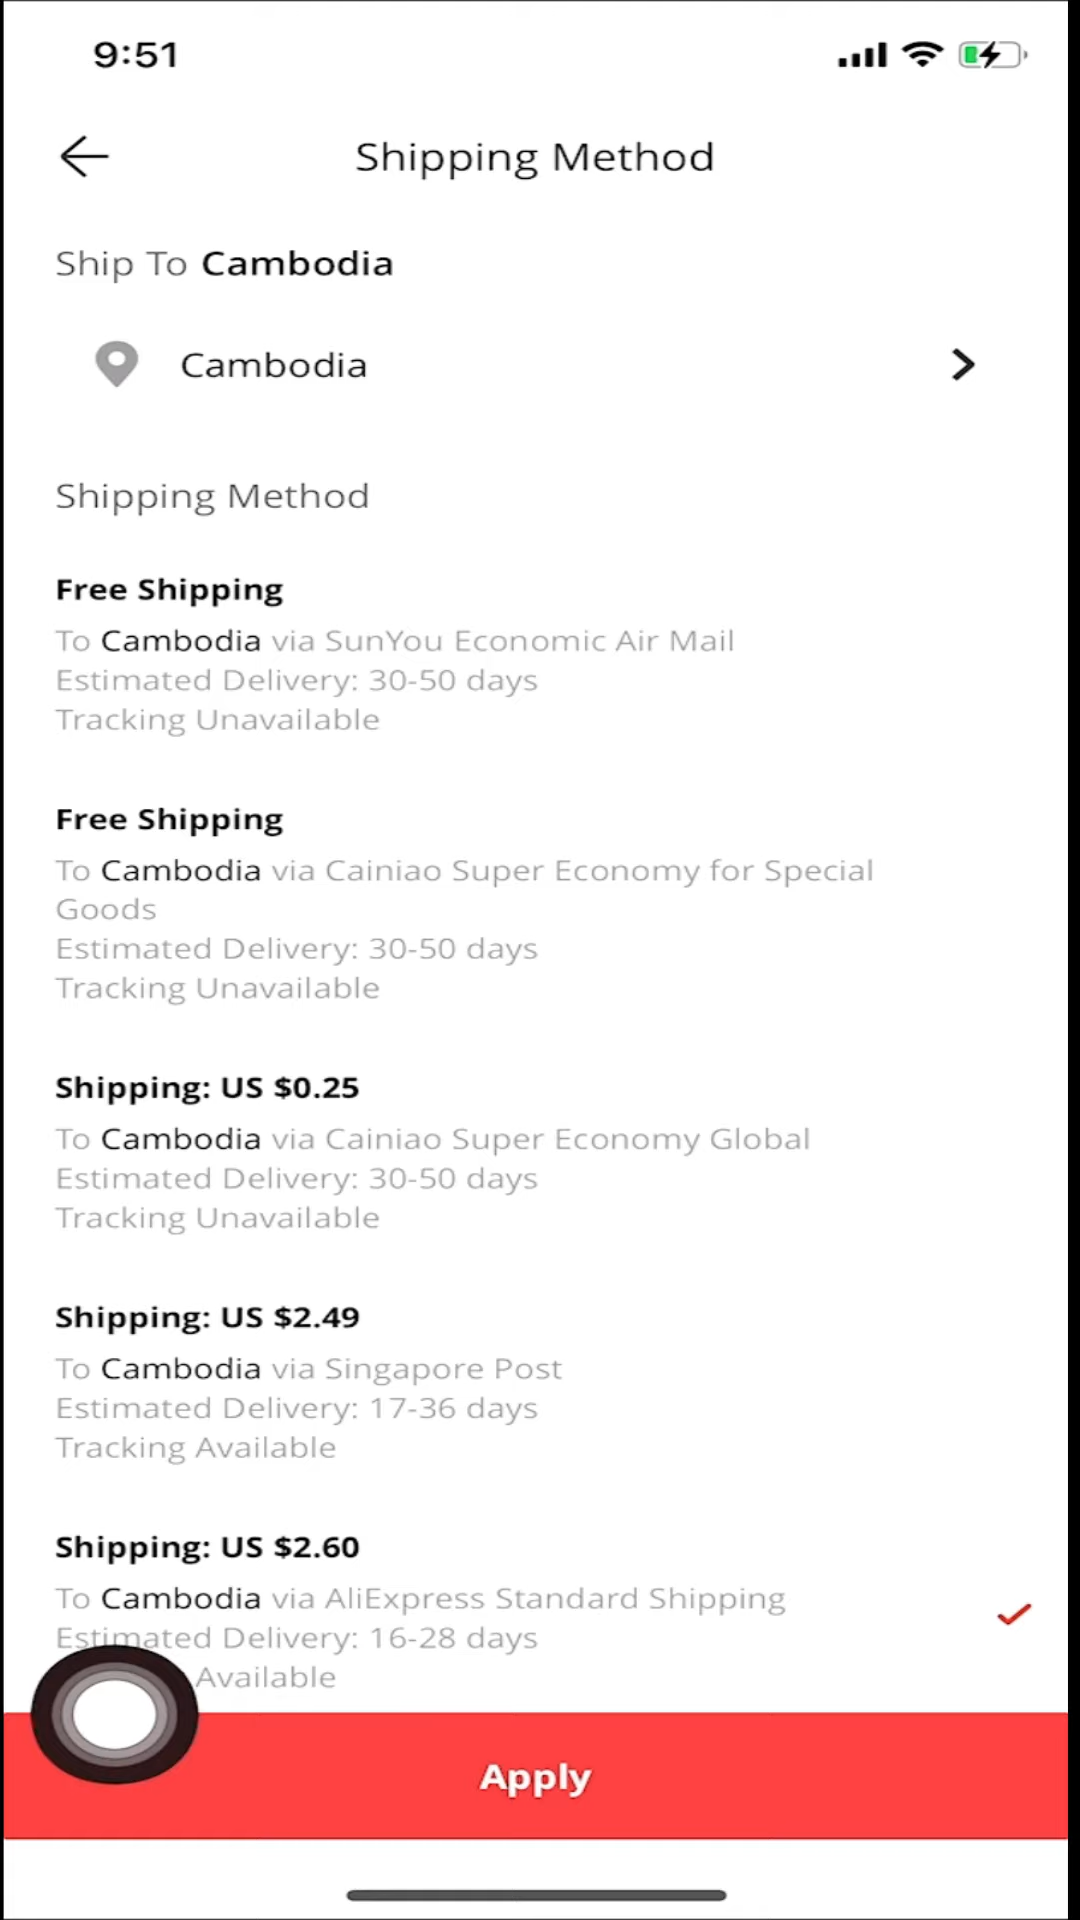 9:51
Shipping Method
Ship To Cambodia
Cambodia
Shipping Method
Free Shipping
To Cambodia via SunYou Economic Air Mail
Estimated Delivery: 30-50 days
Tracking Unavailable
Free Shipping
To Cambodia via Cainiao Super Economy for Special
Goods
Estimated Delivery: 30-50 days
Tracking Unavailable
Shipping: US $0.25
To Cambodia via Cainiao Super Economy Global
Estimated Delivery: 30-50 days
Tracking Unavailable
Shipping: US $2.49
To Cambodia via Singapore Post
Estimated Delivery: 17-36 days
Tracking Available
Shipping: US $2.60
To Cambodia via AliExpress Standard Shipping
Estimated Delivery: 16-28 days
Available
Apply